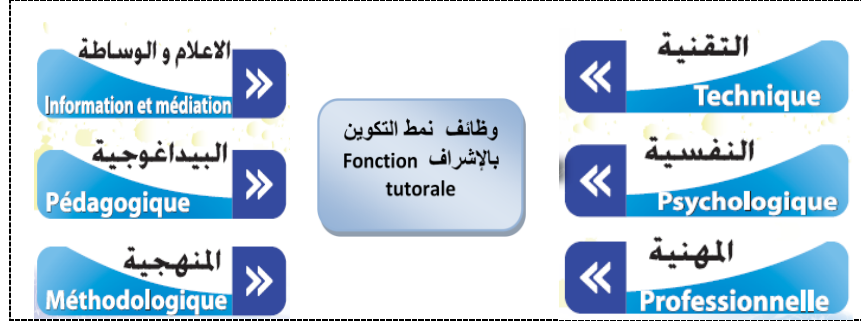 التقنية
Technique
النفسية
Psychologique
المهنية
Professionnelle
وظائف نمط التكوين
بالإشراف Fonction
tutorale
الاعلام و الوساطة
Information et médiation
البيداغوجية
Pédagogique
المنهجية
Méthodologique